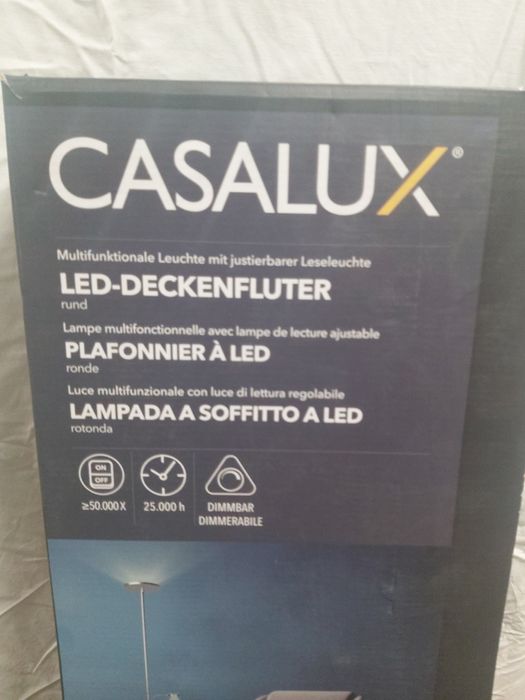 CASALUX®
Multifunktionale Leuchte mit justierbarer Leseleuchte
LED-DECKENFLUTER
rund
Lampe multifonctionnelle avec lampe de lecture ajustable
PLAFONNIER À LED
ronde
Luce multifunzionale con luce di lettura regolabile
LAMPADA A SOFFITTO A LED
rotonda
ON
OFF
≥50.000X
25.000 h
DIMMBAR
DIMMERABILE